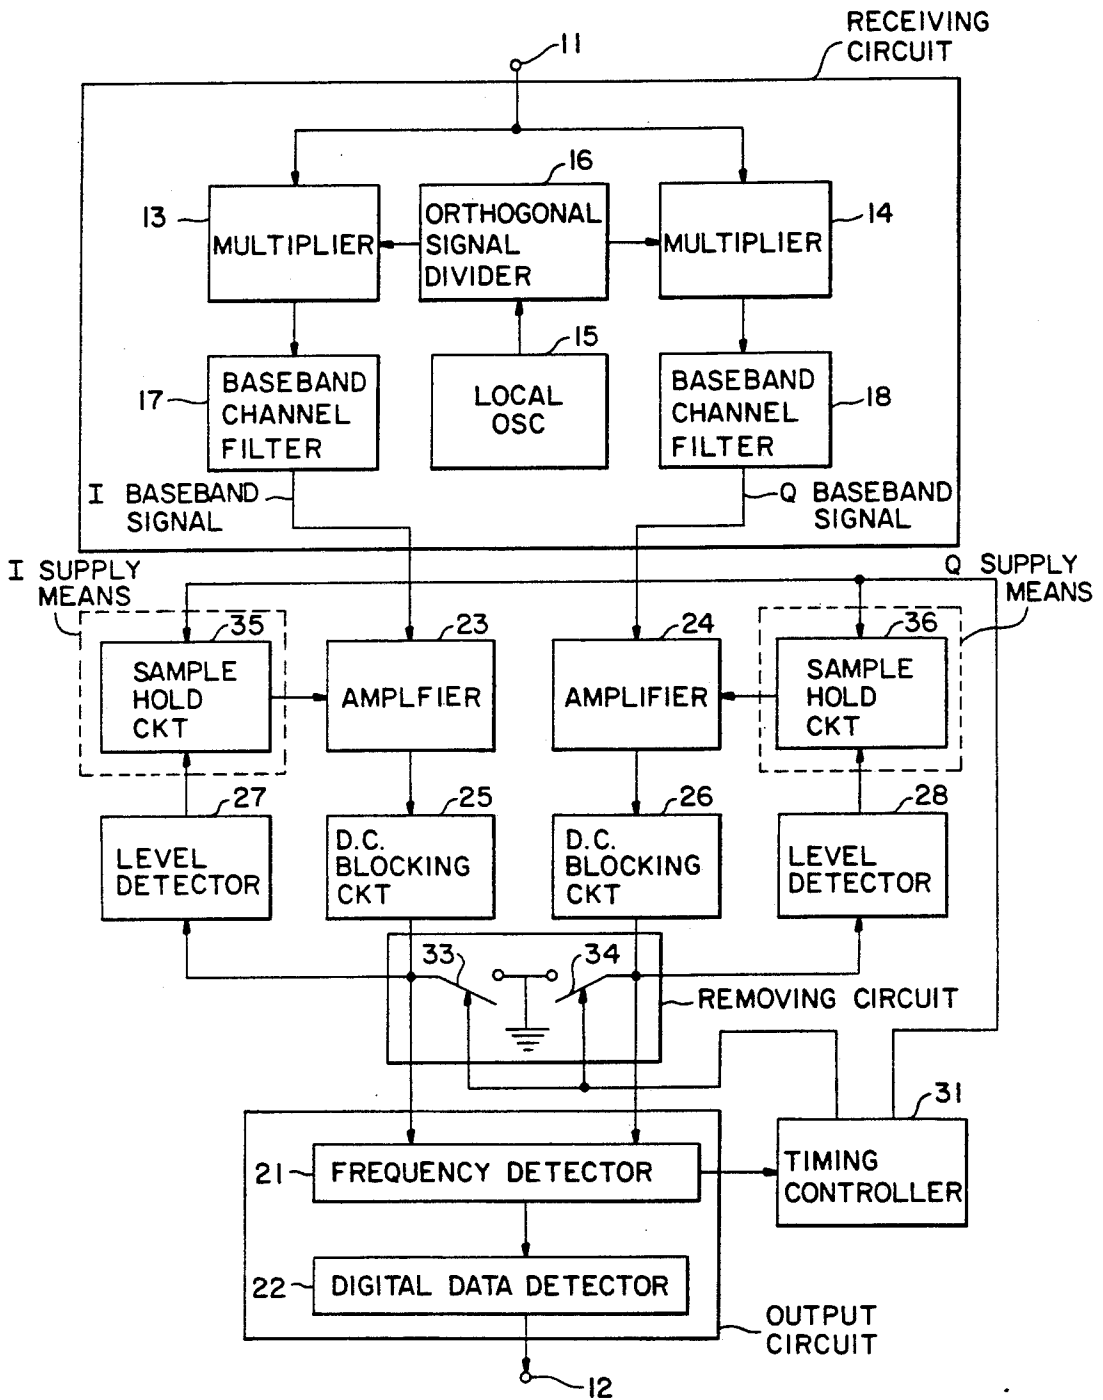 RECEIVING
CIRCUIT
11
16
13
MULTIPLIER
ORTHOGONAL
SIGNAL
DIVIDER
14
MULTIPLIER
15
17
BASEBAND
CHANNEL
FILTER
LOCAL
OSC
BASEBAND
CHANNEL
FILTER
18
I BASEBAND
SIGNAL
Q BASEBAND
SIGNAL
I SUPPLY
MEANS
Q SUPPLY
MEANS
35
23
24
36
SAMPLE
HOLD
CKT
AMPLFIER
AMPLIFIER
SAMPLE
HOLD
CKT
27
25
26
28
LEVEL
DETECTOR
D.C.
BLOCKING
CKT
D.C.
BLOCKING
CKT
LEVEL
DETECTOR
33
34
REMOVING CIRCUIT
31
21
FREQUENCY DETECTOR
TIMING
CONTROLLER
22
DIGITAL DATA DETECTOR
OUTPUT
CIRCUIT
12